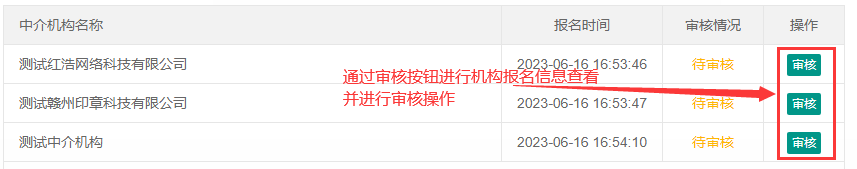 中介机构名称 报名时间 审核情况 操作
测试红浩网络科技有限公司 2023-06-16 16:53:46 待审核 审核
通过审核按钮进行机构报名信息查看
并进行审核操作
测试赣州印章科技有限公司 2023-06-16 16:53:47 待审核 审核
测试中介机构 2023-06-16 16:54:10 待审核 审核